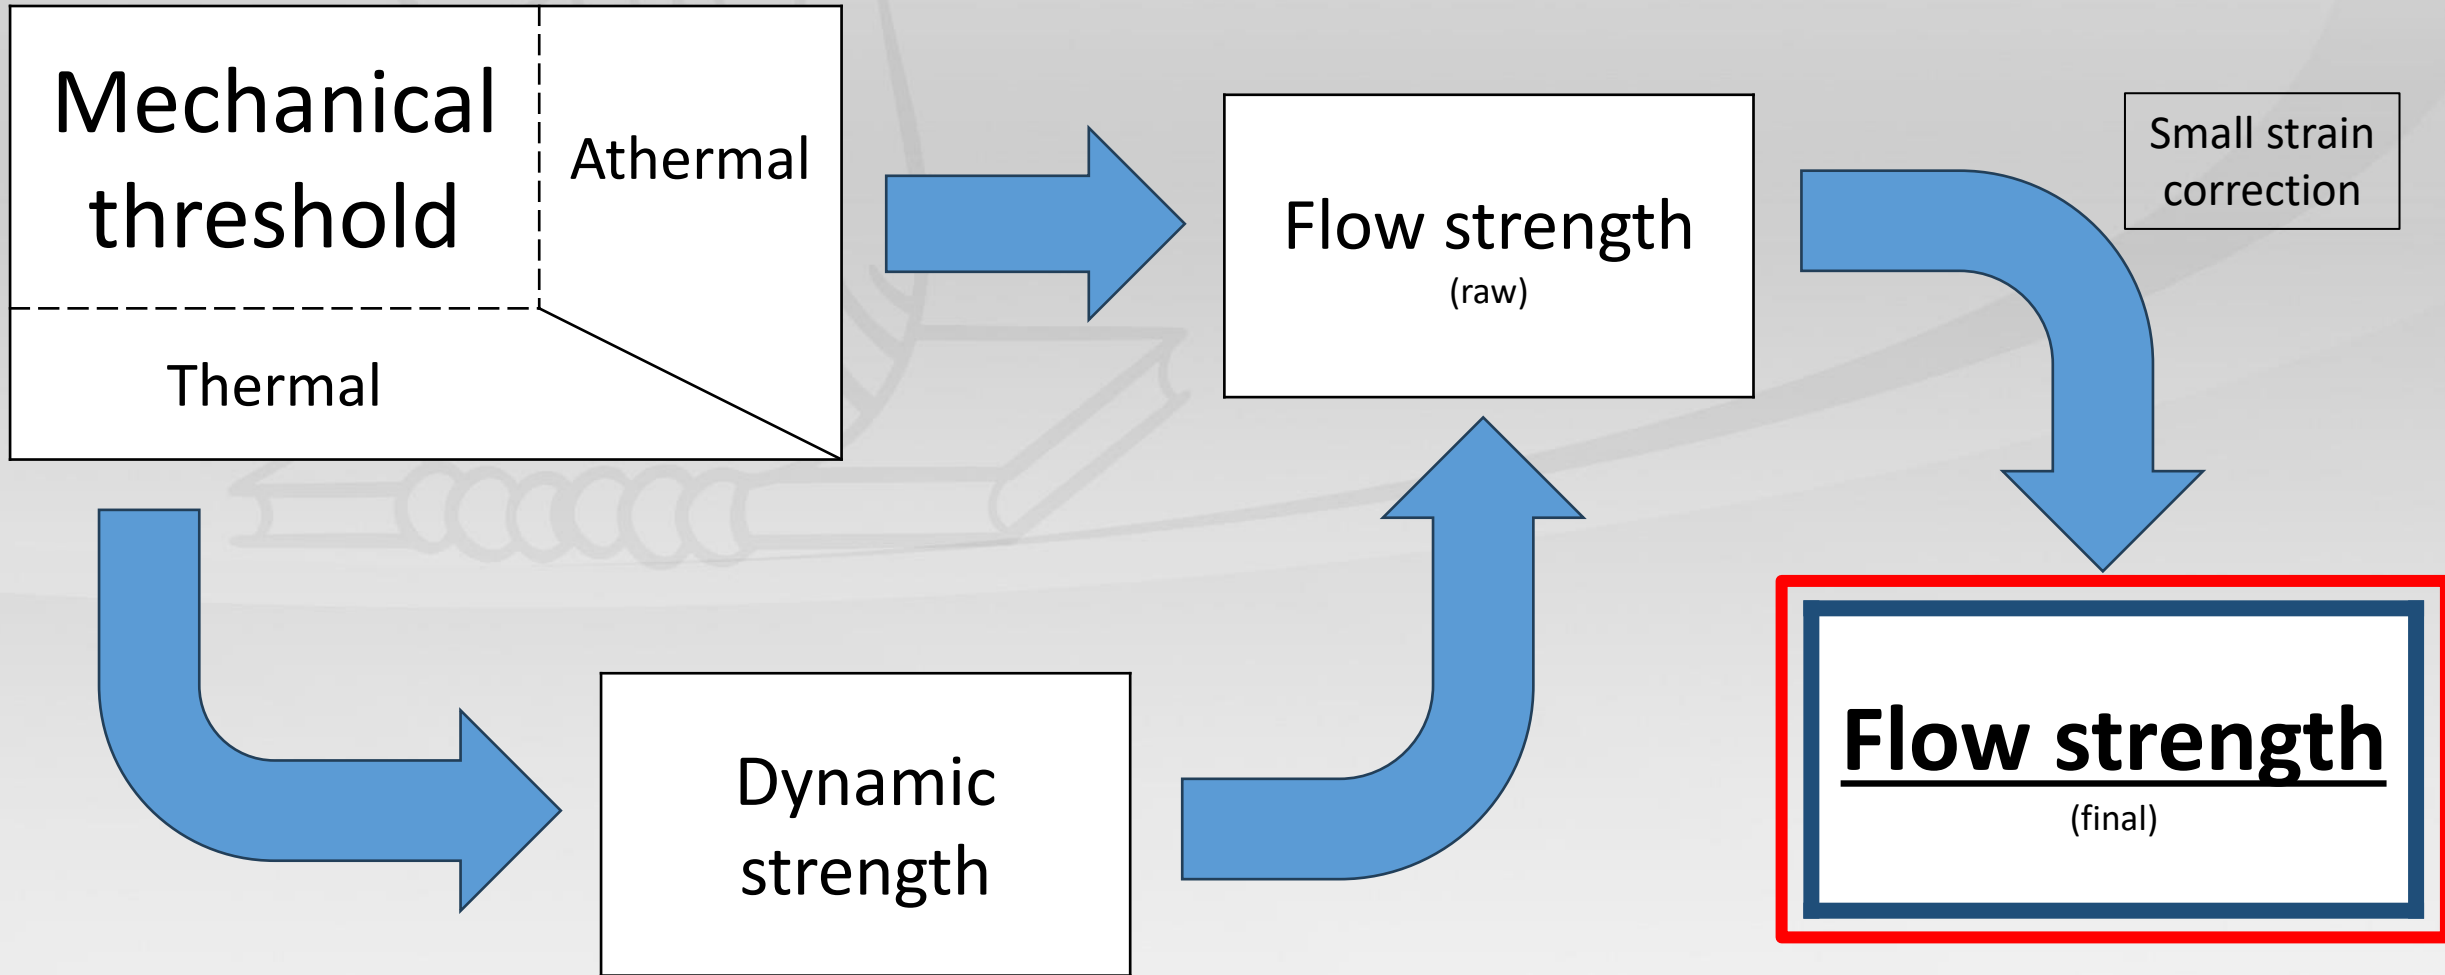 Mechanical
threshold
Athermal
Thermal
Flow strength
(raw)
Small strain
correction
Dynamic
strength
Flow strength
(final)